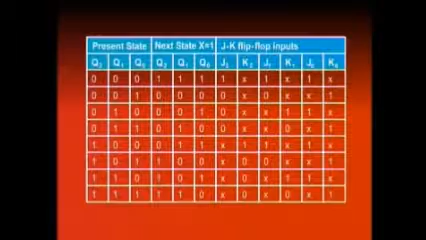 Present State Next State X=1 J-K flip-flop inputs
Q2 Q1 Q0 Q2 Q1 Q0 J2 K2 J1 K1 J0 K0
0 0 0 1 1 1 1 x 1 x 1 x
0 0 1 0 0 0 0 x 0 x x 1
0 1 0 0 0 1 0 x x 1 1 x
0 1 1 0 1 0 0 x x 0 x 1
1 0 0 0 1 1 x 1 1 x 1 x
1 0 1 1 0 0 x 0 0 x x 1
1 1 0 1 0 1 x 0 x 1 1 x
1 1 1 1 1 0 x 0 x 0 x 1